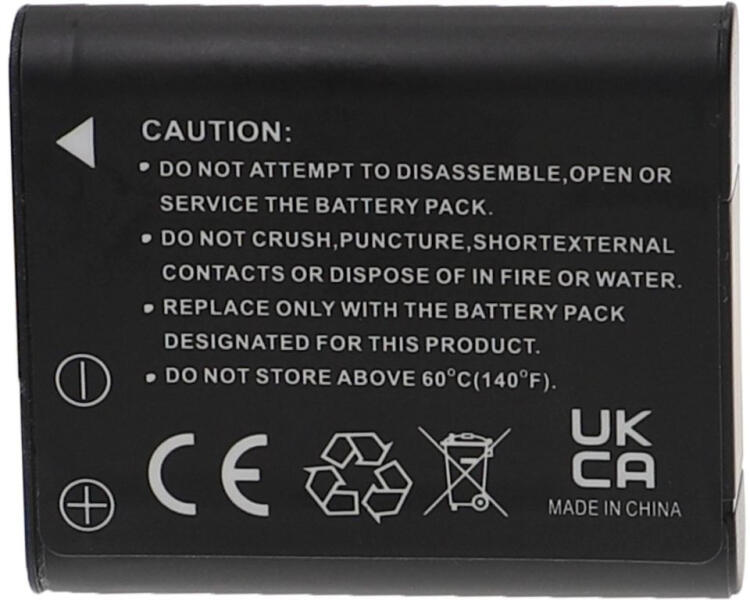 CAUTION:
• DO NOT ATTEMPT TO DISASSEMBLE,OPEN OR
SERVICE THE BATTERY PACK.
• DO NOT CRUSH,PUNCTURE,SHORTEXTERNAL
CONTACTS OR DISPOSE OF IN FIRE OR WATER.
• REPLACE ONLY WITH THE BATTERY PACK
DESIGNATED FOR THIS PRODUCT.
• DO NOT STORE ABOVE 60°C(140°F).
CE
UK
CA
MADE IN CHINA